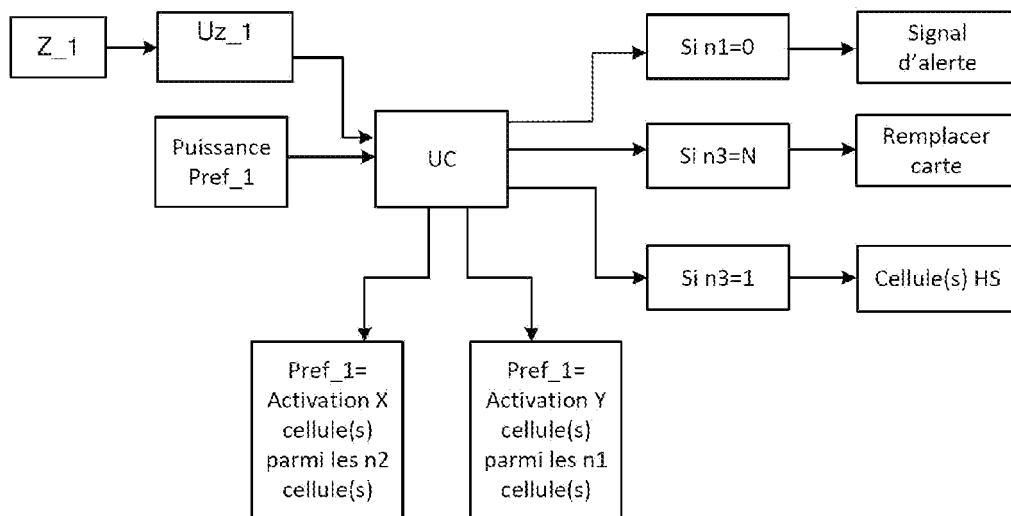 Z_1
Uz_1
Puissance
Pref_1
UC
Si n1=0
Signal
d'alerte
Si n3=N
Remplacer
carte
Si n3=1
Cellule(s) HS
Pref_1=
Activation X
cellule(s)
parmi les n2
cellule(s)
Pref_1=
Activation Y
cellule(s)
parmi les n1
cellule(s)